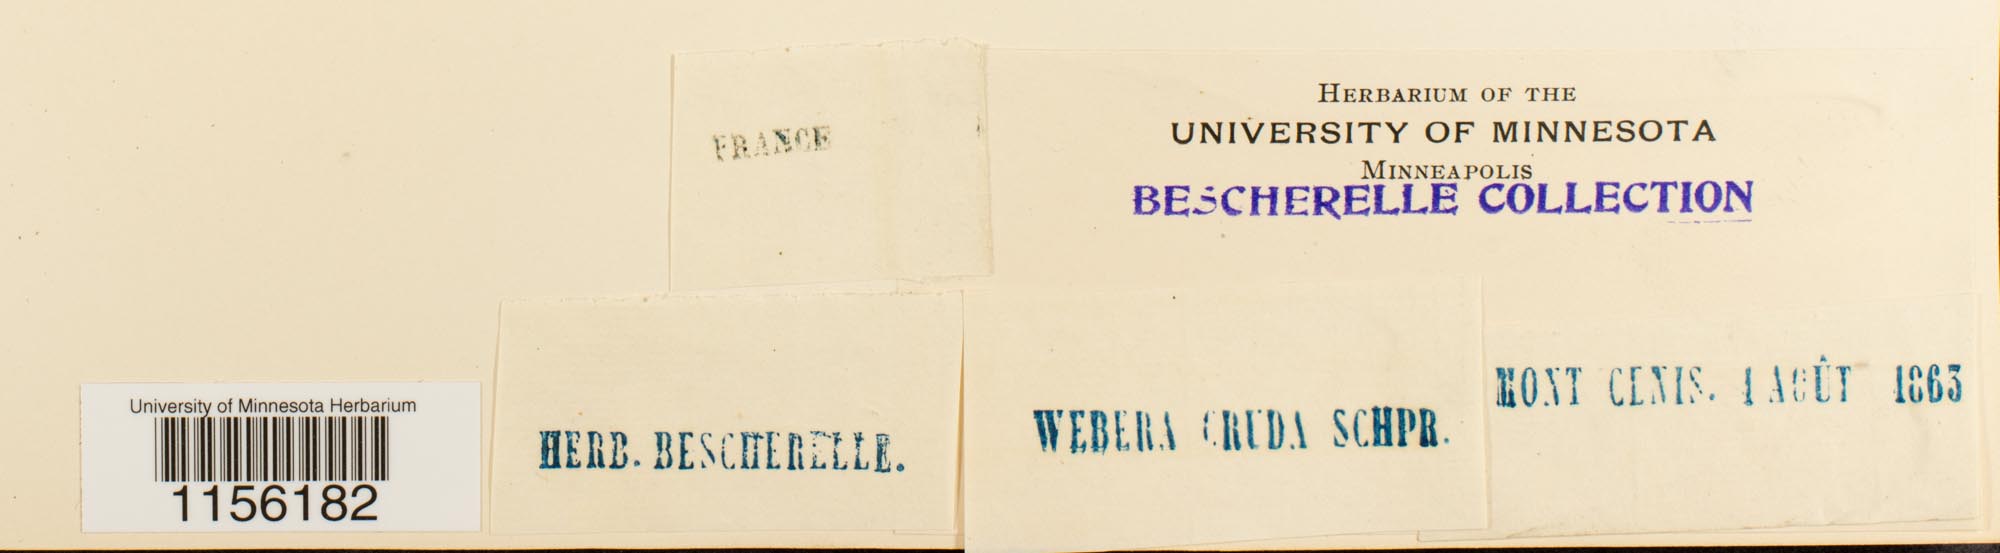 FRANCE
HERBARIUM OF THE
UNIVERSITY OF MINNESOTA
MINNEAPOLIS
BESCHERELLE COLLECTION
University of Minnesota Herbarium
1156182
HERB. BESCHERELLE.
WEBERA CRUDA SCHPR.
MONT CENIS. 1 AOÛT 1863